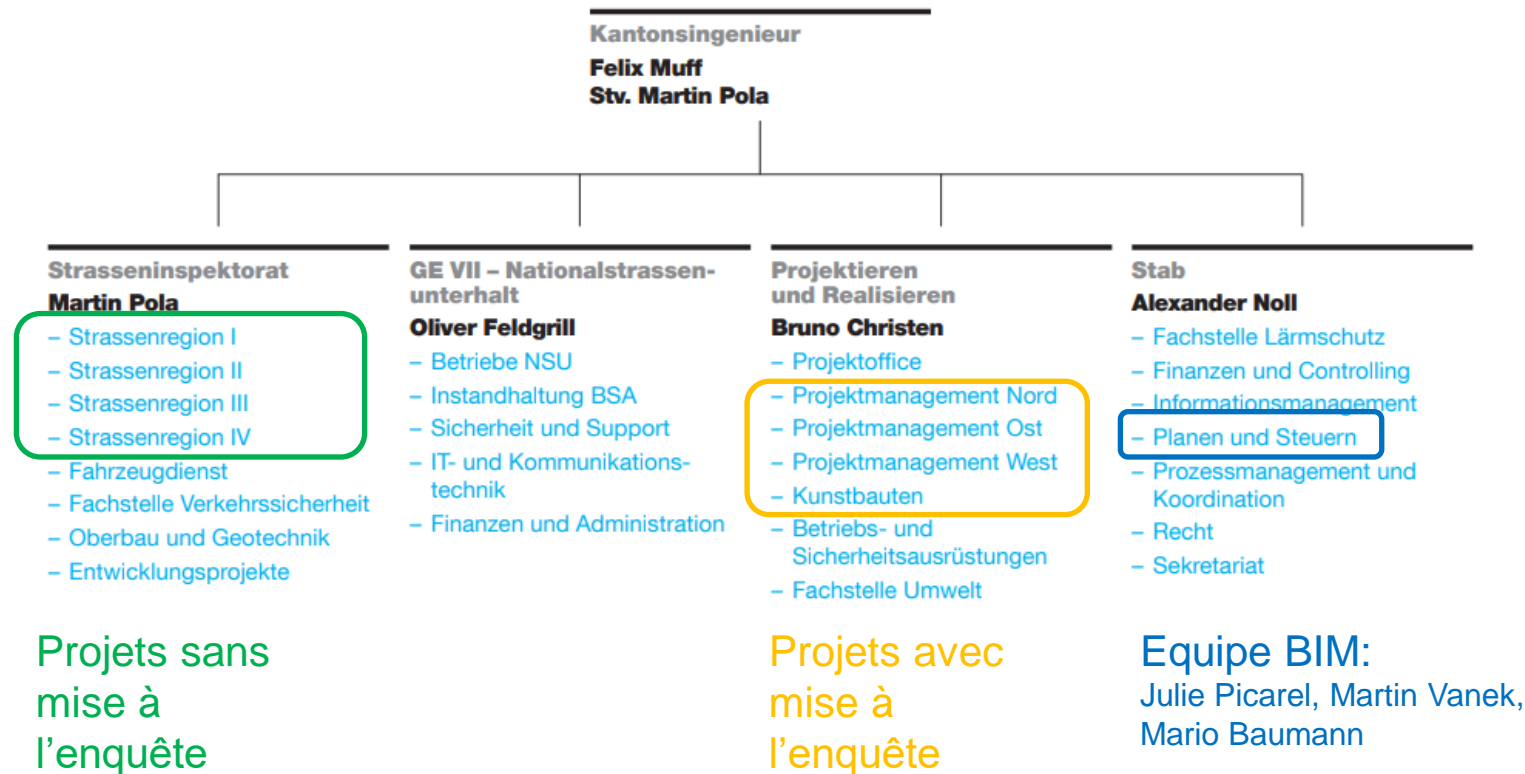 Kantonsingenieur
Felix Muff
Stv. Martin Pola
Strasseninspektorat
Martin Pola
– Strassenregion I
– Strassenregion II
– Strassenregion III
– Strassenregion IV
– Fahrzeugdienst
– Fachstelle Verkehrssicherheit
– Oberbau und Geotechnik
– Entwicklungsprojekte
GE VII – Nationalstrassen-
unterhalt
Oliver Feldgrill
– Betriebe NSU
– Instandhaltung BSA
– Sicherheit und Support
– IT- und Kommunikations-
technik
– Finanzen und Administration
Projektieren
und Realisieren
Bruno Christen
– Projektoffice
– Projektmanagement Nord
– Projektmanagement Ost
– Projektmanagement West
– Kunstbauten
– Betriebs- und
Sicherheitsausrüstungen
– Fachstelle Umwelt
Stab
Alexander Noll
– Fachstelle Lärmschutz
– Finanzen und Controlling
– Informationsmanagement
– Planen und Steuern
– Prozessmanagement und
Koordination
– Recht
– Sekretariat
Projets sans
mise à
l’enquête
Projets avec
mise à
l’enquête
Equipe BIM:
Julie Picarel, Martin Vanek,
Mario Baumann